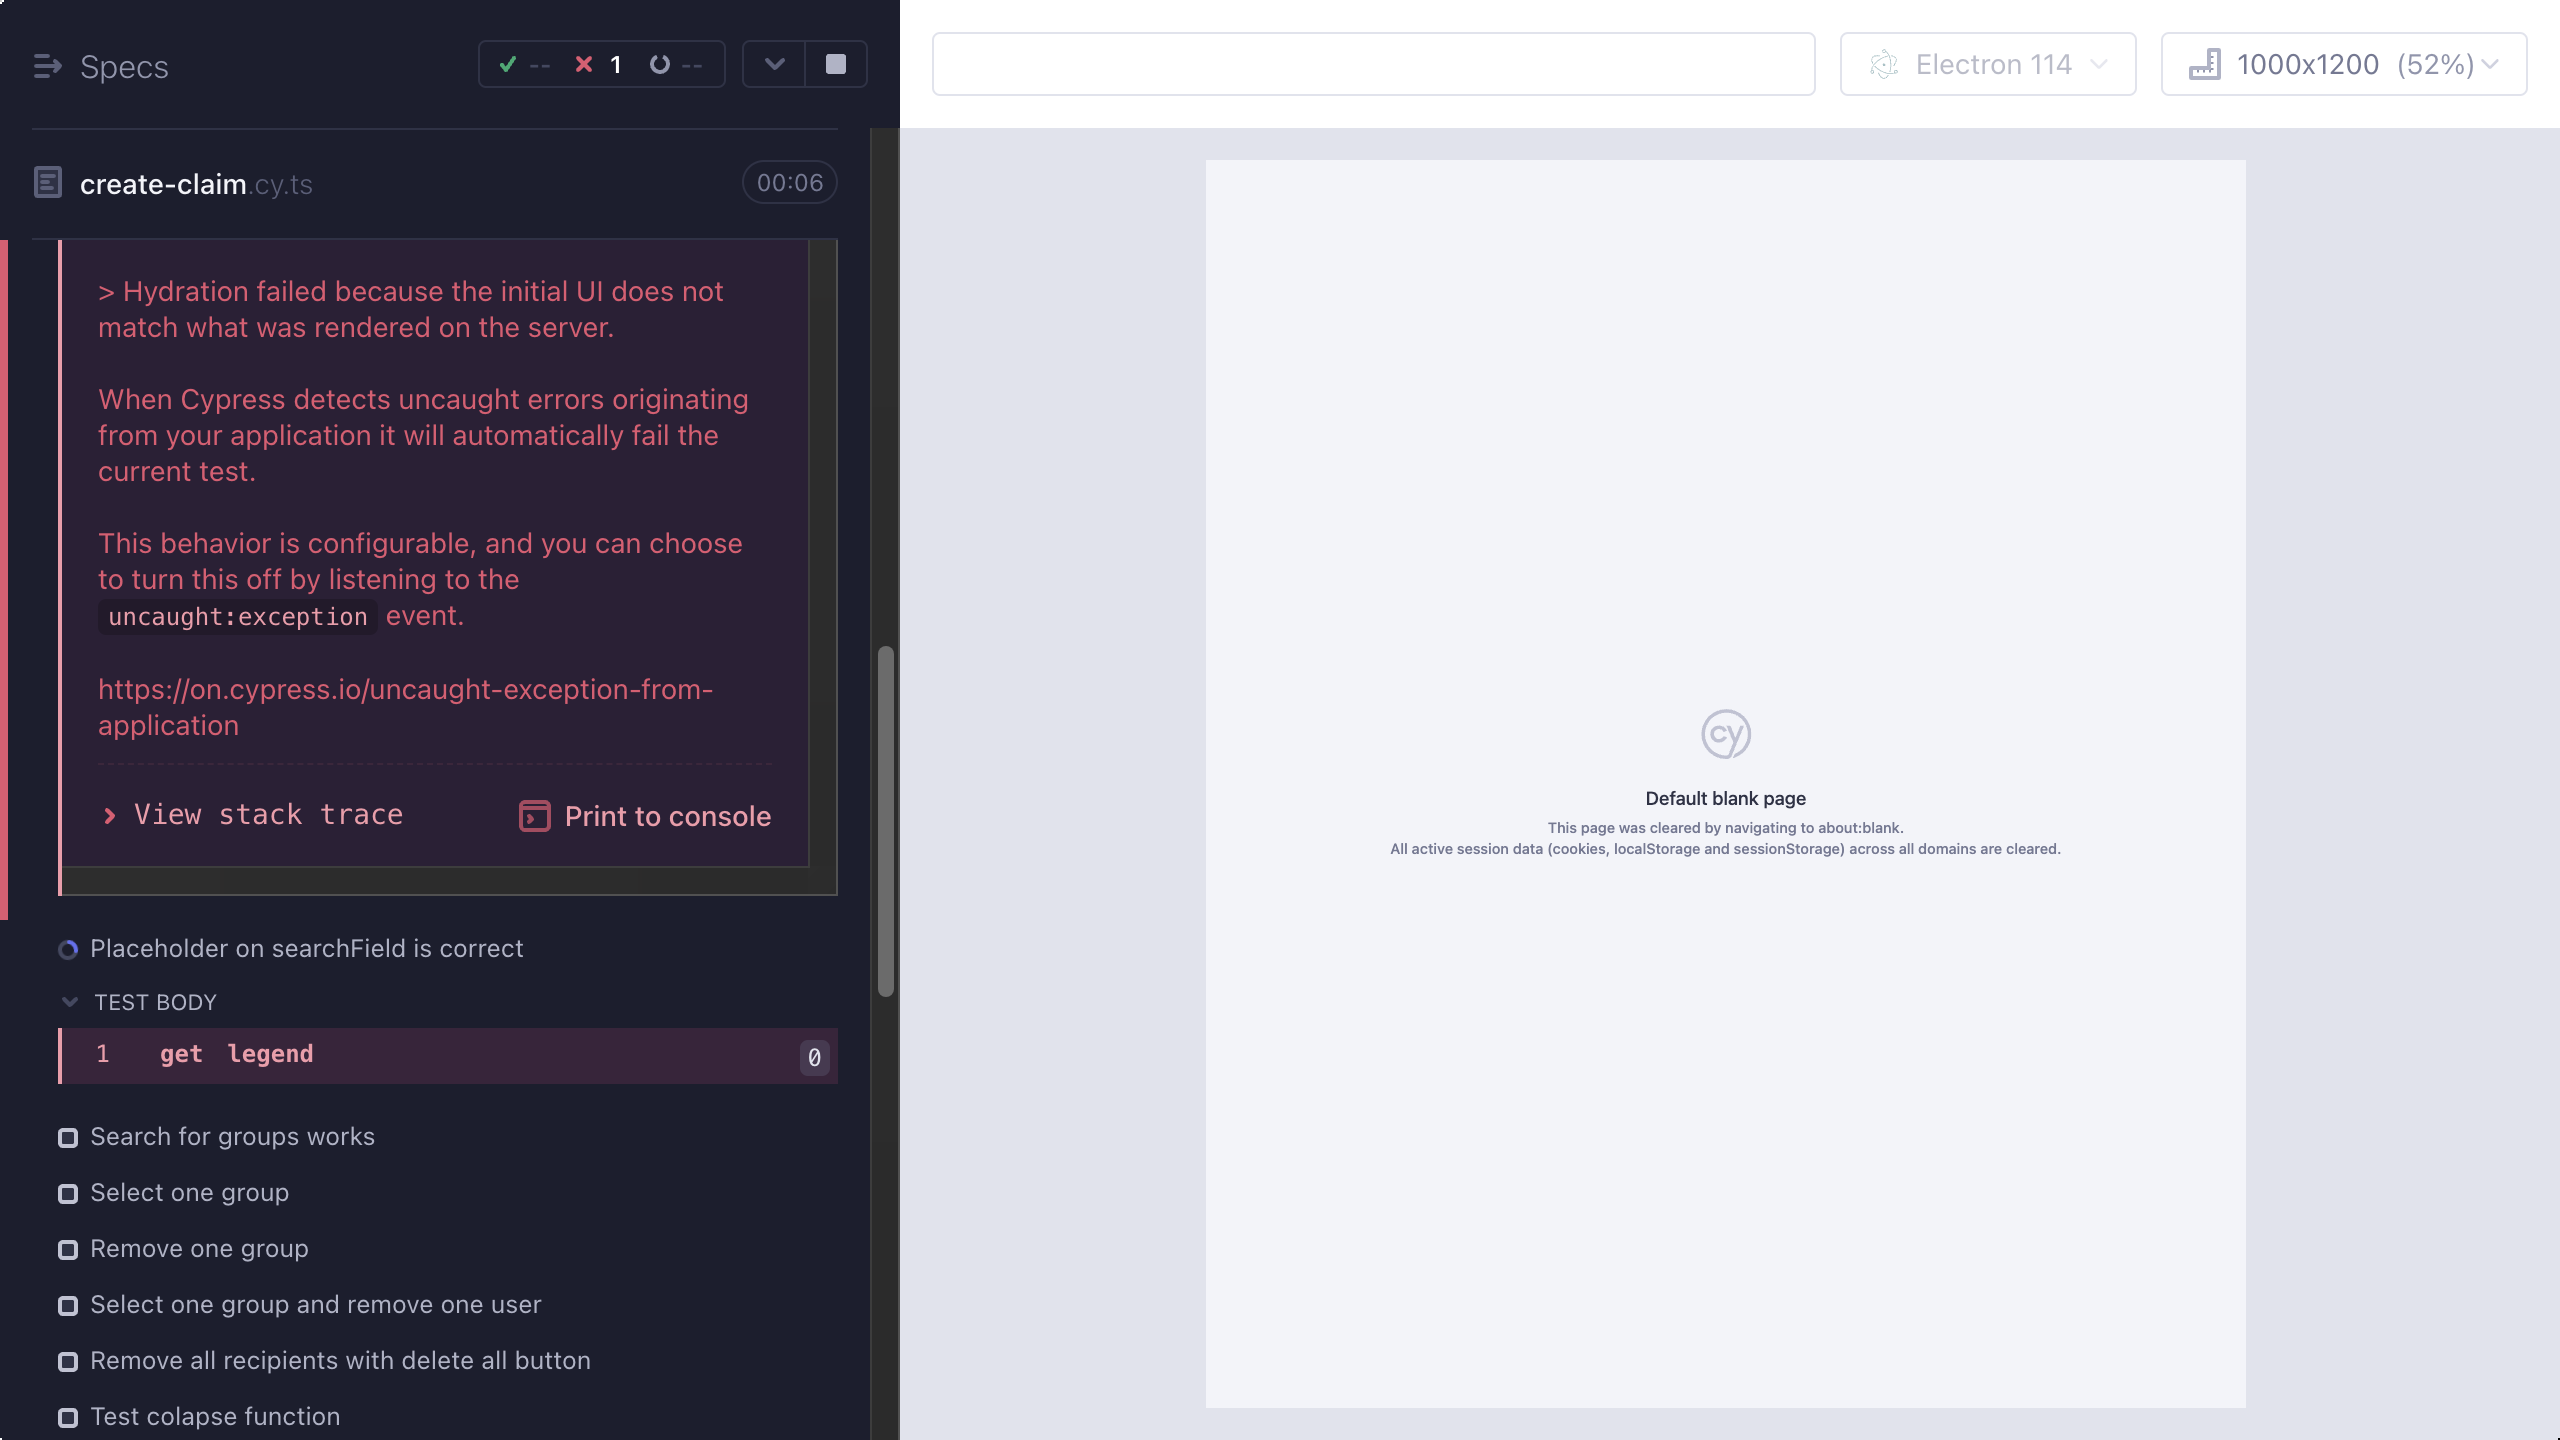 Specs
-- 1 --
create-claim.cy.ts
00:06
> Hydration failed because the initial UI does not
match what was rendered on the server.
When Cypress detects uncaught errors originating
from your application it will automatically fail the
current test.
This behavior is configurable, and you can choose
to turn this off by listening to the
uncaught:exception event.
https://on.cypress.io/uncaught-exception-from-
application
View stack trace
Print to console
Placeholder on searchField is correct
TEST BODY
1 get legend 0
Search for groups works
Select one group
Remove one group
Select one group and remove one user
Remove all recipients with delete all button
Test colapse function
Electron 114
1000x1200 (52%)
cy
Default blank page
This page was cleared by navigating to about:blank.
All active session data (cookies, localStorage and sessionStorage) across all domains are cleared.